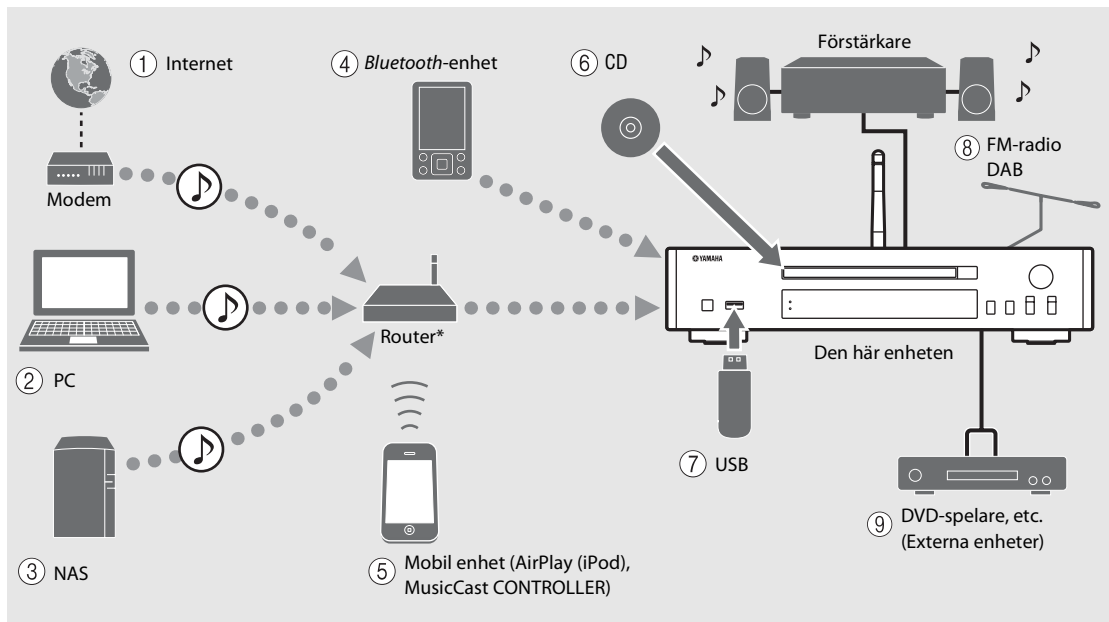 ① Internet
Modem
② PC
③ NAS
④ Bluetooth-enhet
Router*
⑤ Mobil enhet (AirPlay (iPod),
MusicCast CONTROLLER)
⑥ CD
Förstärkare
⑧ FM-radio
DAB
YAMAHA
Den här enheten
⑦ USB
⑨ DVD-spelare, etc.
(Externa enheter)